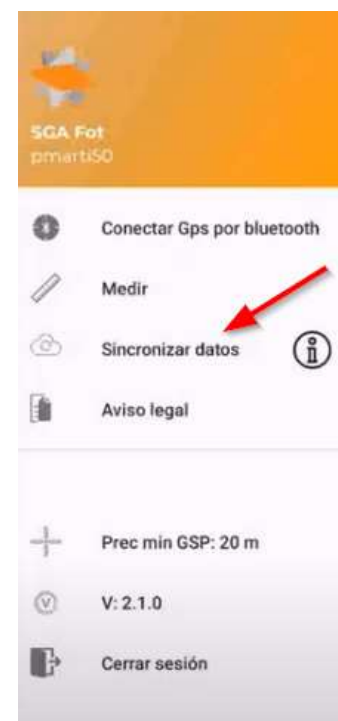 SGA Fot
pmarti50
Conectar Gps por bluetooth
Medir
Sincronizar datos
Aviso legal
Prec min GSP: 20 m
V: 2.1.0
Cerrar sesión